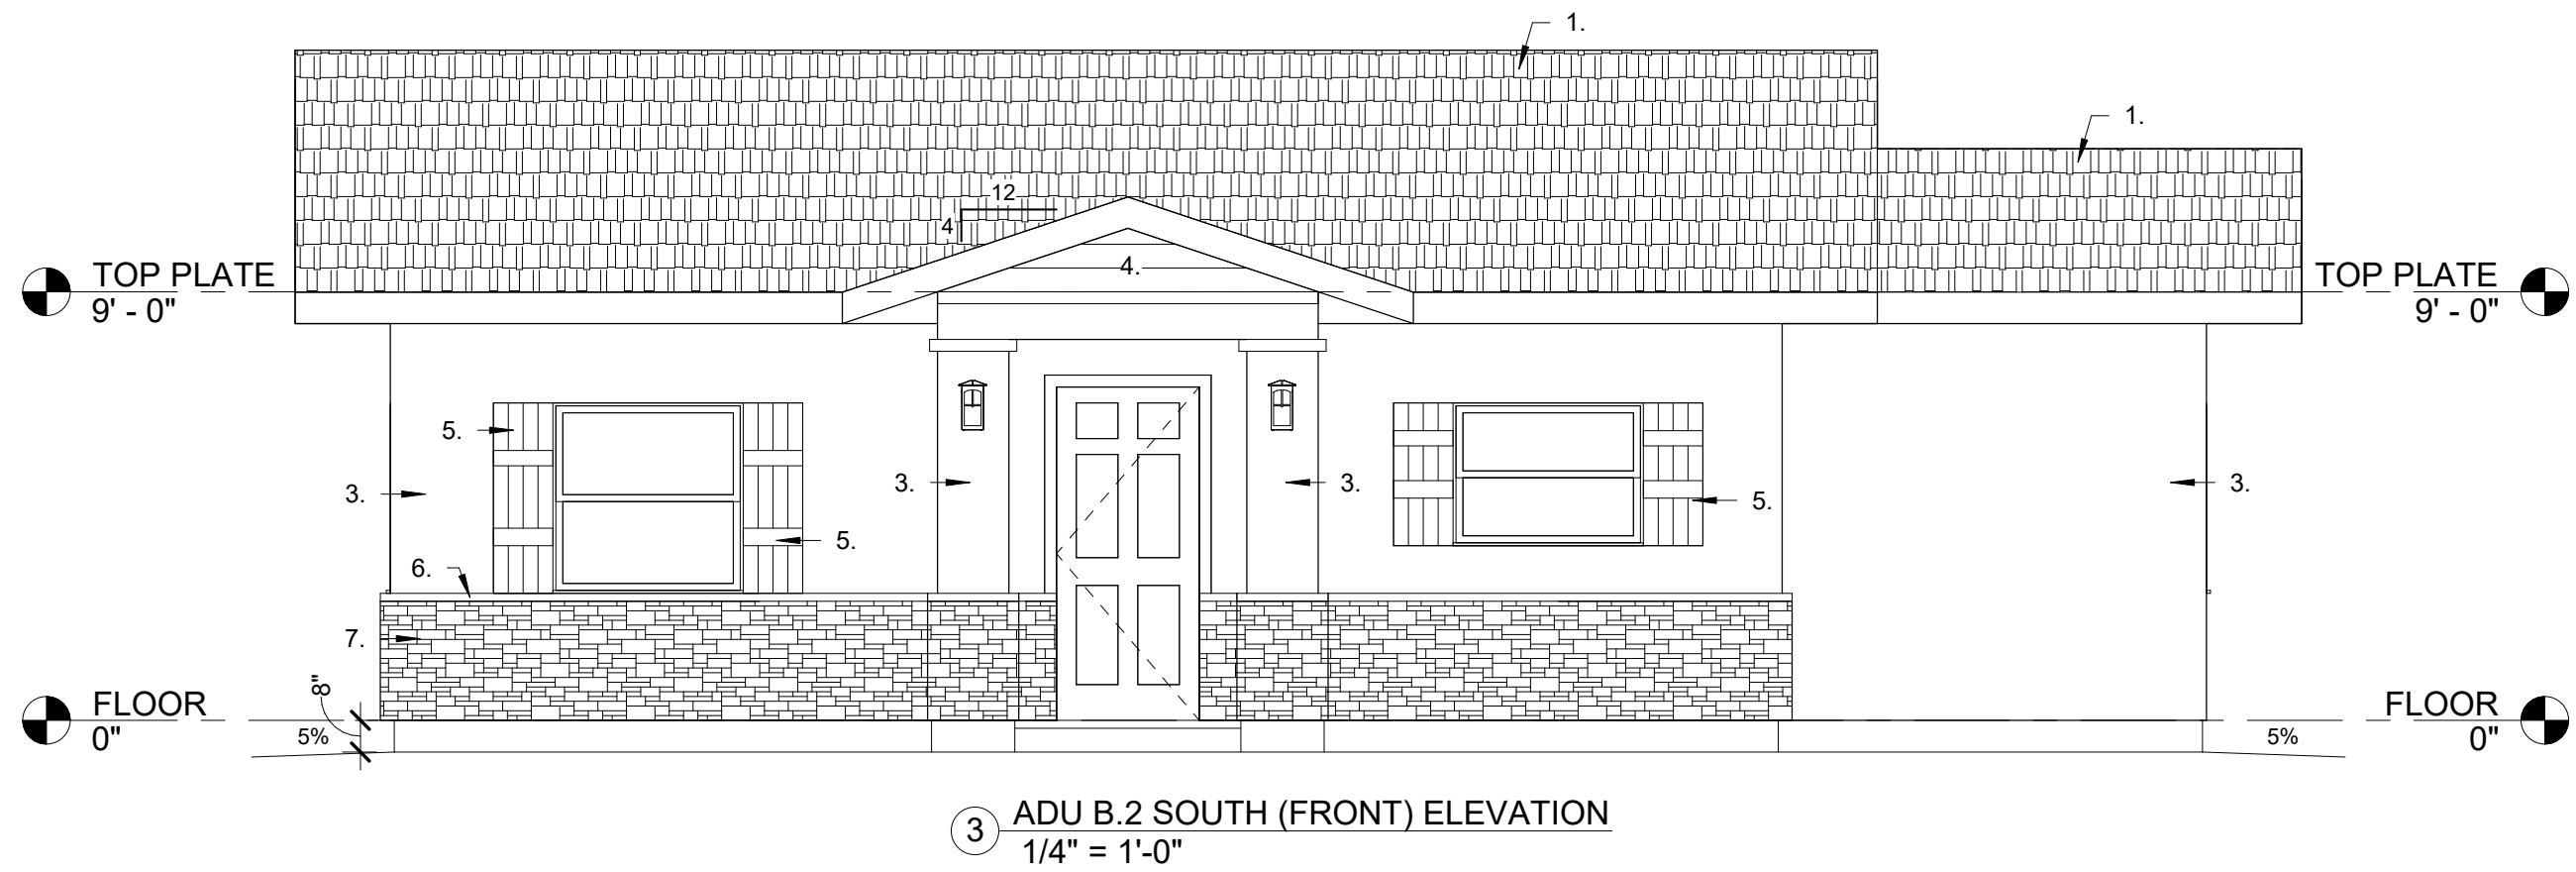 1.
1.
12
4
4.
TOP PLATE
9' - 0"
TOP PLATE
9' - 0"
5.
3.
3.
3.
5.
3.
5.
6.
7.
8"
FLOOR
0"
5%
5%
FLOOR
0"
3
ADU B.2 SOUTH (FRONT) ELEVATION
1/4" = 1'-0"